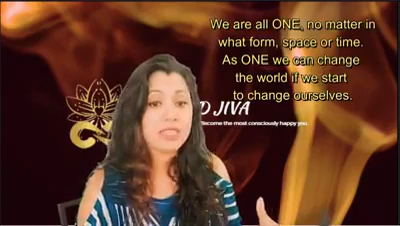 We are all ONE, no matter in
what form, space or time.
As ONE we can change
the world if we start
to change ourselves.
D JIVA
Become the most consciously happy you